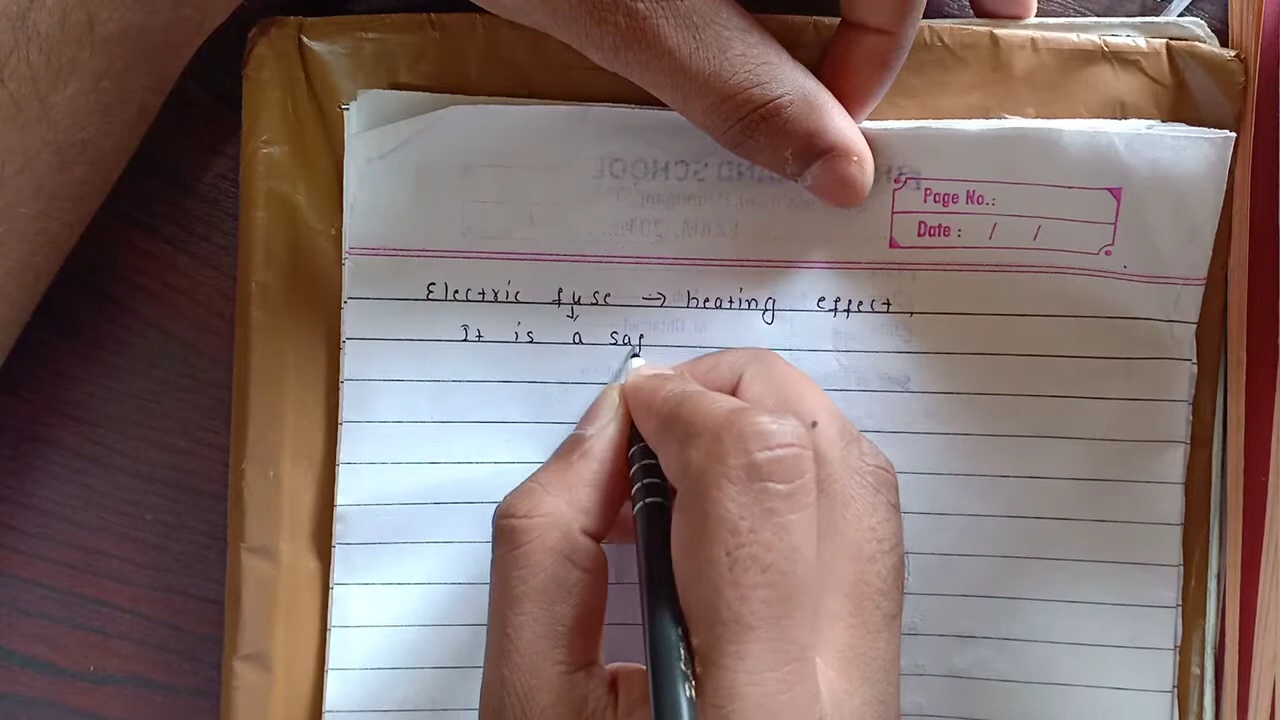 Page No.:
Date : / /
Electric fuse → heating effect.
↓
It is a saf